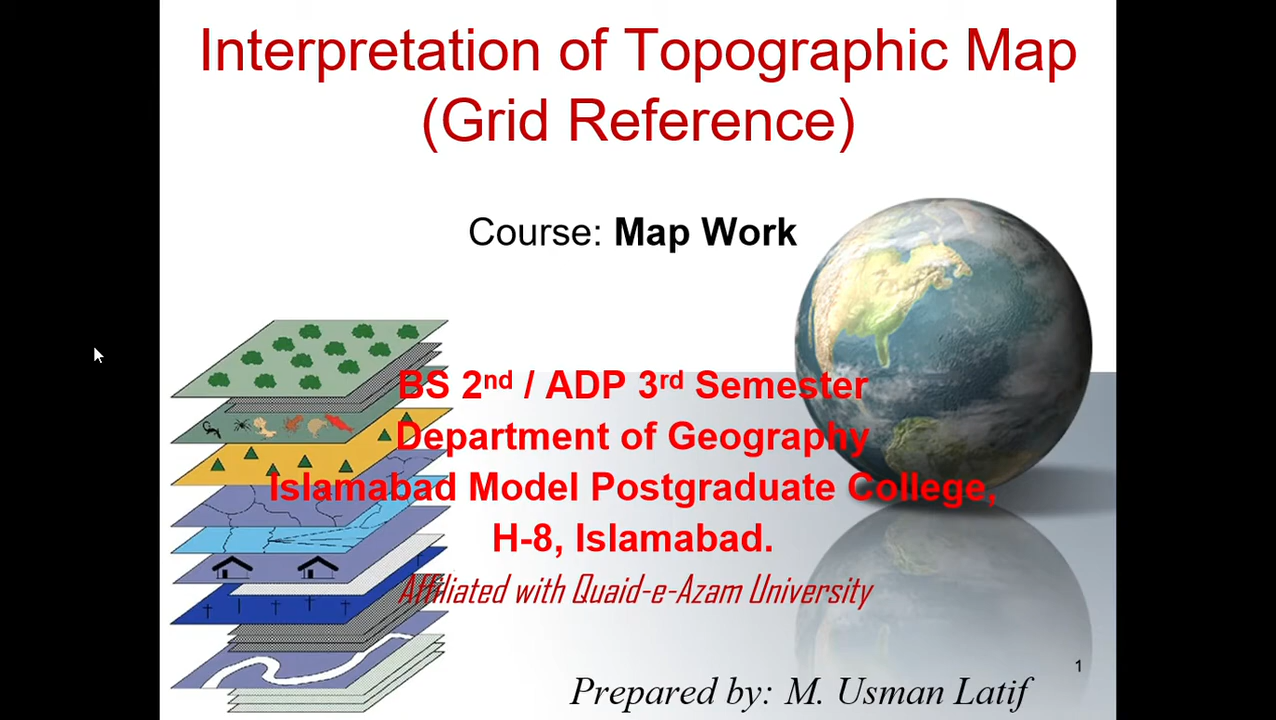 Interpretation of Topographic Map
(Grid Reference)
Course: Map Work
BS 2nd / ADP 3rd Semester
Department of Geography
Islamabad Model Postgraduate College,
H-8, Islamabad.
Affiliated with Quaid-e-Azam University
1
Prepared by: M. Usman Latif